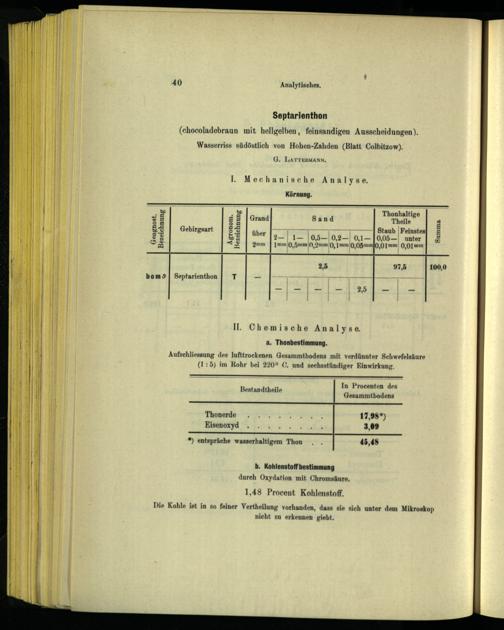 40
Analytisches.
Septarienthon
(chocoladebraun mit hellgelben, feinsandigen Ausscheidungen).
Wasserriss südöstlich von Hohen-Zahden (Blatt Colbitzow).
G. Lattermann.
I. Mechanische Analyse.
Körnung.
Geognost. Bezeichnung
Gebirgsart
Agronom. Bezeichnung
Grand über 2mm
Sand
2— 1mm
1— 0,5mm
0,5— 0,2mm
0,2— 0,1mm
0,1— 0,05mm
Thonhaltige Theile
Staub 0,05— 0,01mm
Feinstes unter 0,01mm
Summa
bomϑ Septarienthon T — 2,5 97,5 100,0
— — — — 2,5 — —
II. Chemische Analyse.
a. Thonbestimmung.
Aufschliessung des lufttrockenen Gesammtbodens mit verdünnter Schwefelsäure
(1:5) im Rohr bei 220° C. und sechsstündiger Einwirkung.
Bestandtheile
In Procenten des
Gesammtbodens
Thonerde . . . . . . . . 17,98*)
Eisenoxyd . . . . . . . . 3,09
*) entspräche wasserhaltigem Thon . . 45,48
b. Kohlenstoffbestimmung
durch Oxydation mit Chromsäure.
1,48 Procent Kohlenstoff.
Die Kohle ist in so feiner Vertheilung vorhanden, dass sie sich unter dem Mikroskop
nicht zu erkennen giebt.